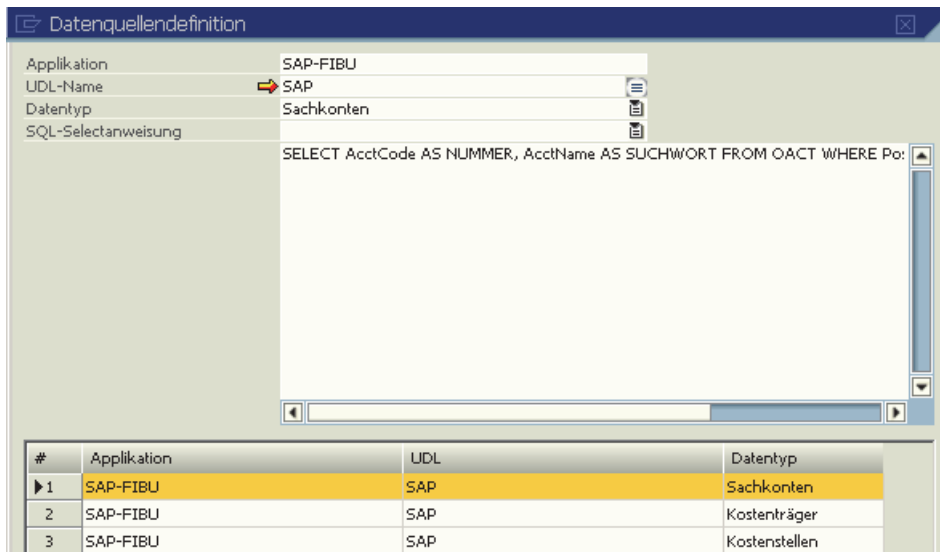 Datenquellendefinition
Applikation SAP-FIBU
UDL-Name SAP
Datentyp Sachkonten
SQL-Selectanweisung
SELECT AcctCode AS NUMMER, AcctName AS SUCHWORT FROM OACT WHERE Po:
# Applikation UDL Datentyp
1 SAP-FIBU SAP Sachkonten
2 SAP-FIBU SAP Kostenträger
3 SAP-FIBU SAP Kostenstellen